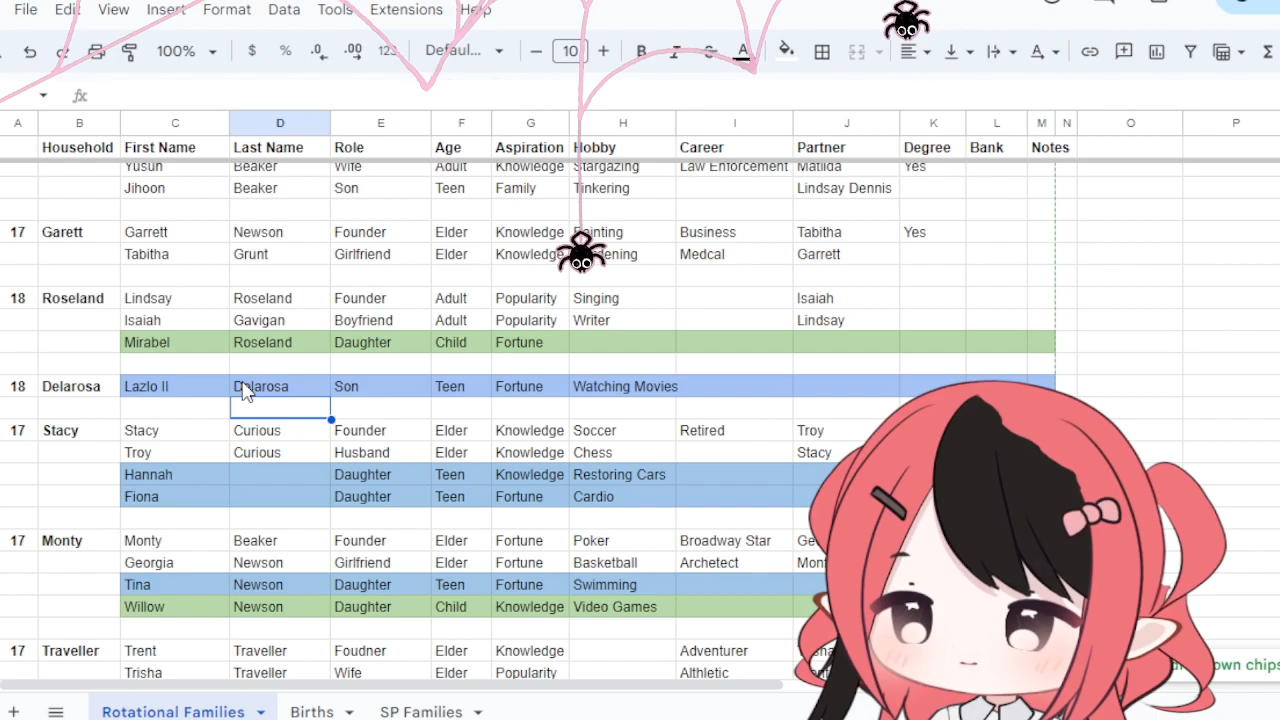 File Edit View Insert Format Data Tools Extensions Help
100% $ % .0 .00 123 Defaul... 10 B I S A Σ
fx
A B C D E F G H I J K L M N O P
Household First Name Last Name Role Age Aspiration Hobby Career Partner Degree Bank Notes
Yusun Beaker Wife Adult Knowledge Stargazing Law Enforcement Matilda Yes
Jihoon Beaker Son Teen Family Tinkering Lindsay Dennis
17 Garett Garrett Newson Founder Elder Knowledge Painting Business Tabitha Yes
Tabitha Grunt Girlfriend Elder Knowledge Medcal Garrett
18 Roseland Lindsay Roseland Founder Adult Popularity Singing Isaiah
Isaiah Gavigan Boyfriend Adult Popularity Writer Lindsay
Mirabel Roseland Daughter Child Fortune
18 Delarosa Lazlo II Delarosa Son Teen Fortune Watching Movies
17 Stacy Stacy Curious Founder Elder Knowledge Soccer Retired Troy
Troy Curious Husband Elder Knowledge Chess Stacy
Hannah Daughter Teen Knowledge Restoring Cars
Fiona Daughter Teen Fortune Cardio
17 Monty Monty Beaker Founder Elder Fortune Poker Broadway Star
Georgia Newson Girlfriend Elder Fortune Basketball Archetect
Tina Newson Daughter Teen Fortune Swimming
Willow Newson Daughter Child Knowledge Video Games
17 Traveller Trent Traveller Foudner Elder Knowledge Adventurer
Trisha Traveller Wife Elder Popularity Althletic
chips
+ Rotational Families Births SP Families